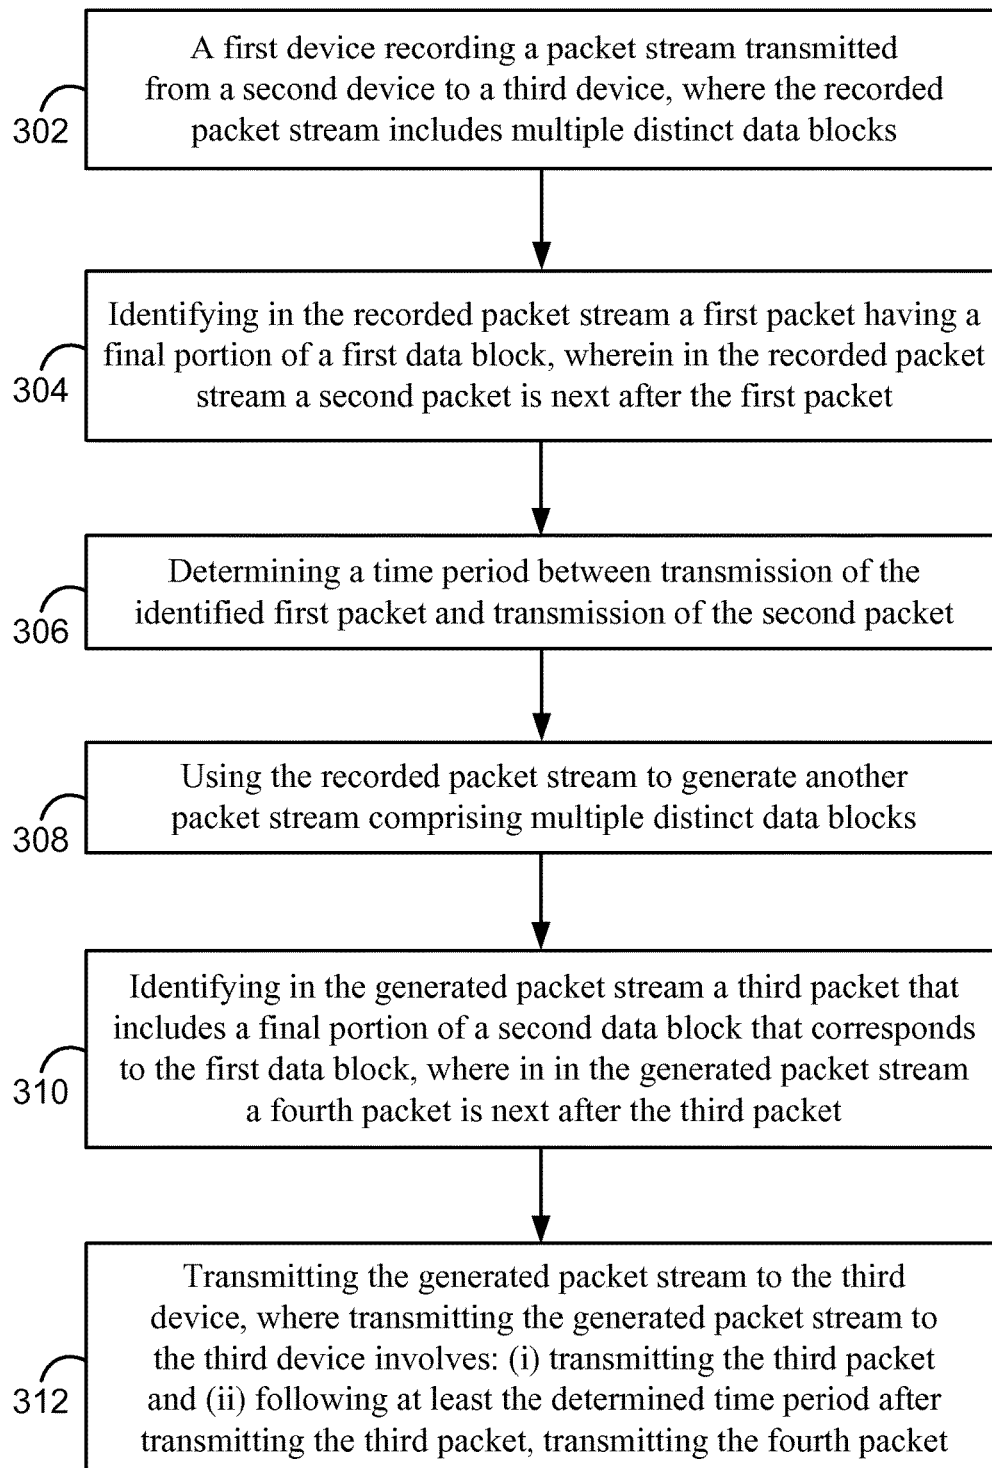 A first device recording a packet stream transmitted
from a second device to a third device, where the recorded
packet stream includes multiple distinct data blocks
302
Identifying in the recorded packet stream a first packet having a
final portion of a first data block, wherein in the recorded packet
stream a second packet is next after the first packet
304
Determining a time period between transmission of the
identified first packet and transmission of the second packet
306
Using the recorded packet stream to generate another
packet stream comprising multiple distinct data blocks
308
Identifying in the generated packet stream a third packet that
includes a final portion of a second data block that corresponds
to the first data block, where in in the generated packet stream
a fourth packet is next after the third packet
310
Transmitting the generated packet stream to the third
device, where transmitting the generated packet stream to
the third device involves: (i) transmitting the third packet
and (ii) following at least the determined time period after
transmitting the third packet, transmitting the fourth packet
312